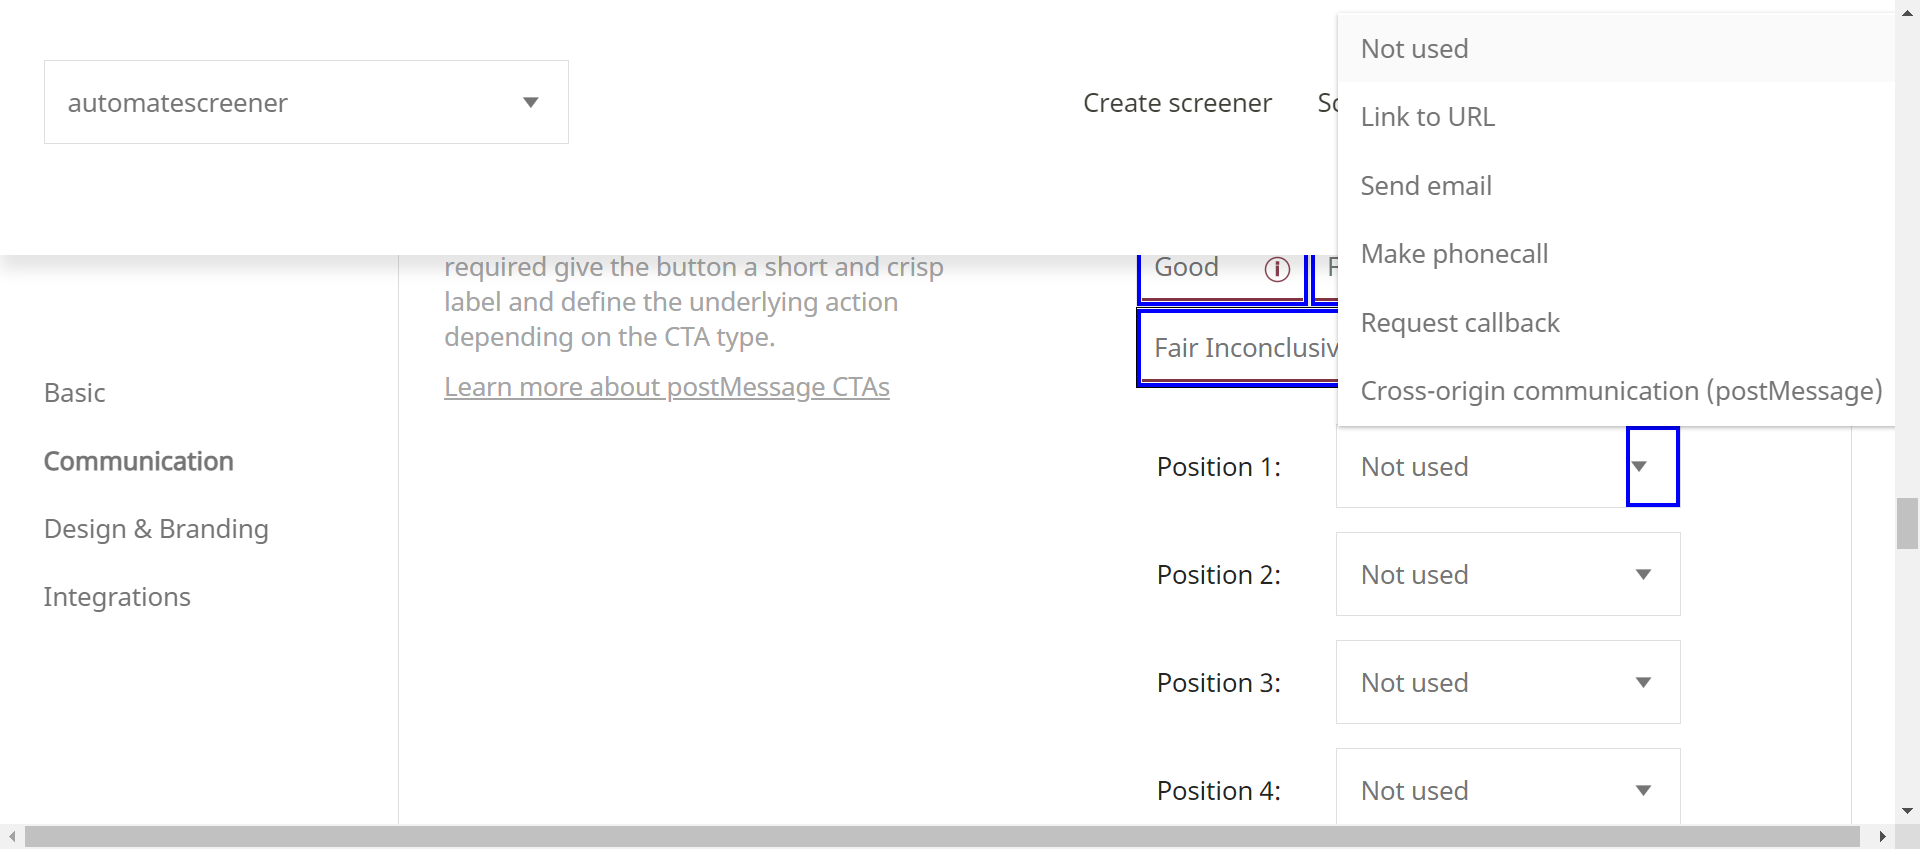 automatescreener
Create screener
Not used
Link to URL
Send email
Make phonecall
Request callback
Cross-origin communication (postMessage)
Basic
Communication
Design & Branding
Integrations
required give the button a short and crisp
label and define the underlying action
depending on the CTA type.
Learn more about postMessage CTAs
Good
Fair
Position 1: Not used
Position 2: Not used
Position 3: Not used
Position 4: Not used